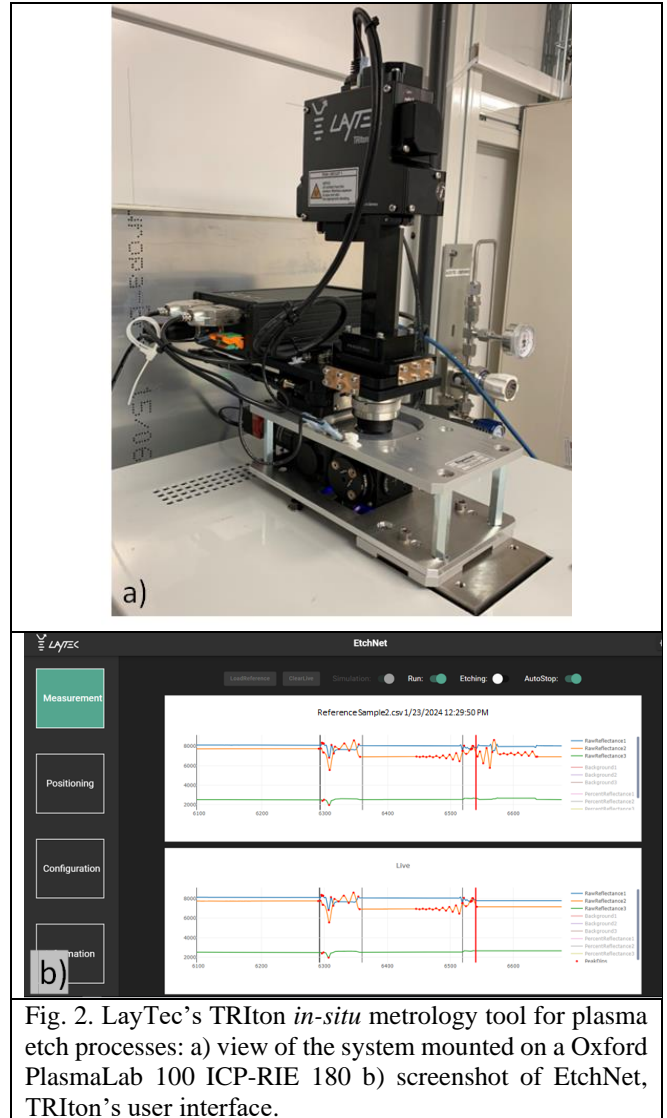 LAYTEC
TRIton
a)
LAYTEC
EtchNet
Measurement
LoadReference
ClearLive
Simulation:
Run:
Etching:
AutoStop:
ReferenceSample2.csv 1/23/2024 12:29:50 PM
8000
6000
4000
2000
6100
6200
6300
6400
6500
6600
RawReflectance1
RawReflectance2
RawReflectance3
Background1
Background2
Background3
PercentReflectance1
PercentReflectance2
PercentReflectance3
Positioning
Configuration
Live
8000
6000
4000
2000
6100
6200
6300
6400
6500
6600
RawReflectance1
RawReflectance2
RawReflectance3
Background1
Background2
Background3
PercentReflectance1
PercentReflectance2
PercentReflectance3
mation
b)
Fig. 2. LayTec’s TRIton in-situ metrology tool for plasma
etch processes: a) view of the system mounted on a Oxford
PlasmaLab 100 ICP-RIE 180 b) screenshot of EtchNet,
TRIton’s user interface.